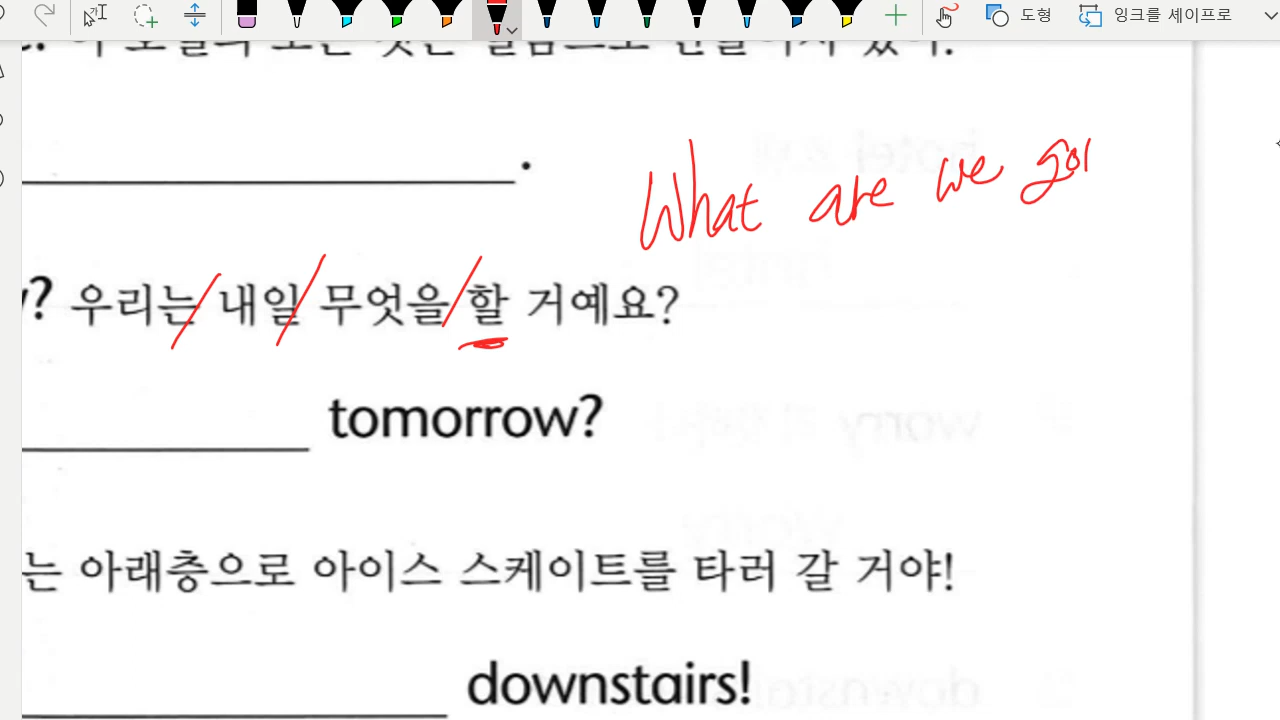 도형
잉크를 셰이프로
.
What are we goi
? 우리는 내일 무엇을 할 거예요?
tomorrow?
는 아래층으로 아이스 스케이트를 타러 갈 거야!
downstairs!